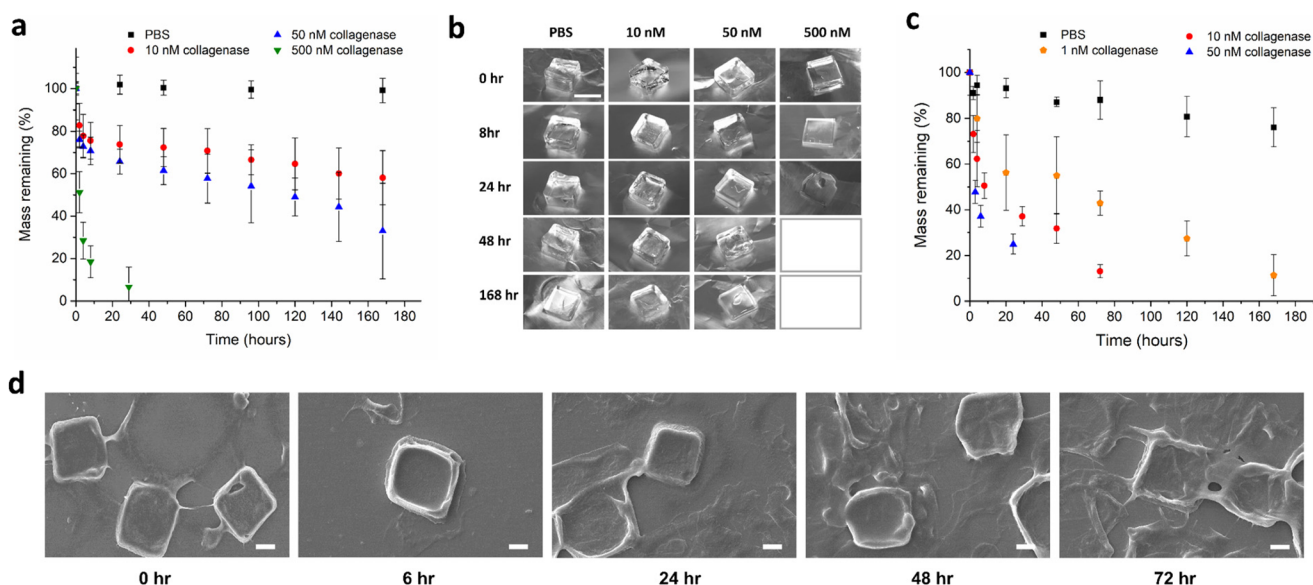 a
PBS
10 nM collagenase
50 nM collagenase
500 nM collagenase
Mass remaining (%)
100
80
60
40
20
0
0 20 40 60 80 100 120 140 160 180
Time (hours)
b
PBS 10 nM 50 nM 500 nM
0 hr
8hr
24 hr
48 hr
168 hr
c
PBS
1 nM collagenase
10 nM collagenase
50 nM collagenase
Mass remaining (%)
100
80
60
40
20
0
0 20 40 60 80 100 120 140 160 180
Time (hours)
d
0 hr 6 hr 24 hr 48 hr 72 hr